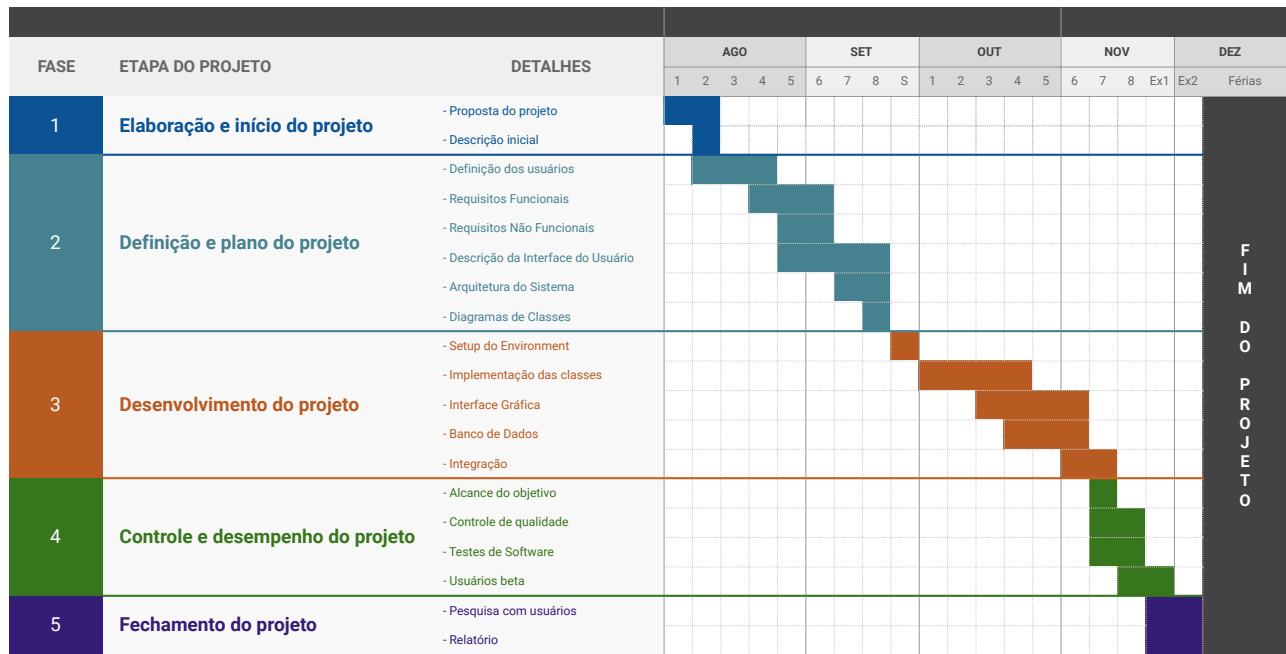 AGO SET OUT NOV DEZ
FASE ETAPA DO PROJETO DETALHES
1 2 3 4 5 6 7 8 S 1 2 3 4 5 6 7 8 Ex1 Ex2 Férias
1 Elaboração e início do projeto
- Proposta do projeto
- Descrição inicial
2 Definição e plano do projeto
- Definição dos usuários
- Requisitos Funcionais
- Requisitos Não Funcionais
- Descrição da Interface do Usuário
- Arquitetura do Sistema
- Diagramas de Classes
3 Desenvolvimento do projeto
- Setup do Environment
- Implementação das classes
- Interface Gráfica
- Banco de Dados
- Integração
4 Controle e desempenho do projeto
- Alcance do objetivo
- Controle de qualidade
- Testes de Software
- Usuários beta
5 Fechamento do projeto
- Pesquisa com usuários
- Relatório
FIM DO PROJETO